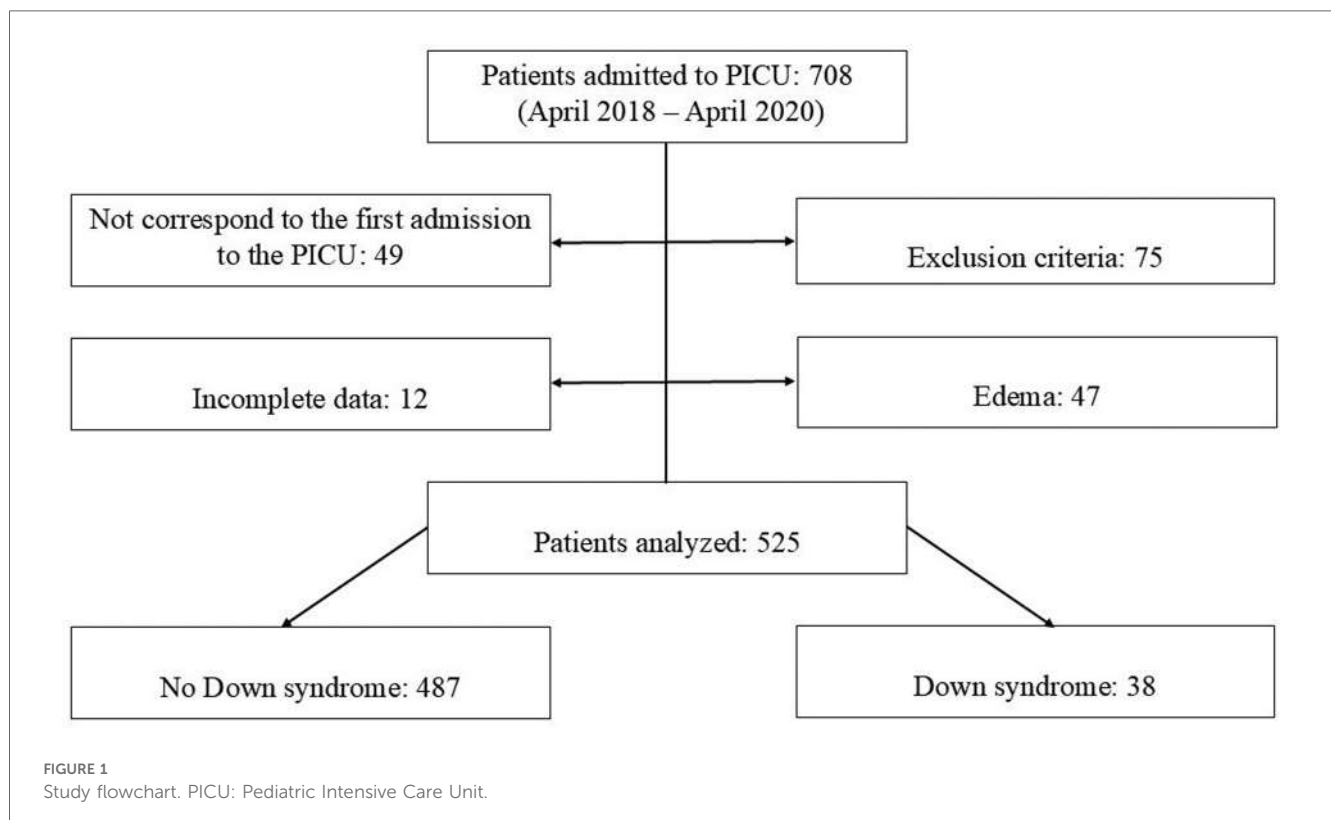 Patients admitted to PICU: 708
(April 2018 – April 2020)
Not correspond to the first admission
to the PICU: 49
Exclusion criteria: 75
Incomplete data: 12
Edema: 47
Patients analyzed: 525
No Down syndrome: 487
Down syndrome: 38
FIGURE 1
Study flowchart. PICU: Pediatric Intensive Care Unit.